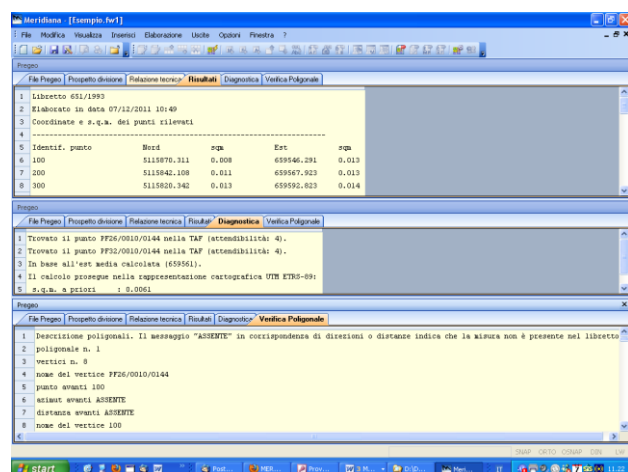 Meridiana - [Esempio.fw1]
File Modifica Visualizza Inserisci Elaborazione Uscite Opzioni Finestra ?
Pregeo
File Pregeo Prospetto divisione Relazione tecnica Risultati Diagnostica Verifica Poligonale
1 Libretto 651/1993
2 Elaborato in data 07/12/2011 10:49
3 Coordinate e s.q.m. dei punti rilevati
4 ------------------------------------------------------------------
5 Identif. punto Nord sqm Est sqm
6 100 5115870.311 0.008 659546.291 0.013
7 200 5115842.108 0.011 659567.923 0.013
8 300 5115820.342 0.013 659592.823 0.014
Pregeo
File Pregeo Prospetto divisione Relazione tecnica Risultati Diagnostica Verifica Poligonale
1 Trovato il punto PF26/0010/0144 nella TAF (attendibilità: 4).
2 Trovato il punto PF32/0010/0144 nella TAF (attendibilità: 4).
3 In base all'est media calcolata (659561).
4 Il calcolo prosegue nella rappresentazione cartografica UTM ETRS-89:
5 s.q.m. a priori : 0.0061
Pregeo
File Pregeo Prospetto divisione Relazione tecnica Risultati Diagnostica Verifica Poligonale
1 Descrizione poligonali. Il messaggio "ASSENTE" in corrispondenza di direzioni o distanze indica che la misura non è presente nel libretto
2 poligonale n. 1
3 vertici n. 8
4 nome del vertice PF26/0010/0144
5 punto avanti 100
6 azimut avanti ASSENTE
7 distanza avanti ASSENTE
8 nome del vertice 100
SNAP ORTO OSNAP DIN LW
start Post... MER... Prov... D:\D... Meri... IT 11.22